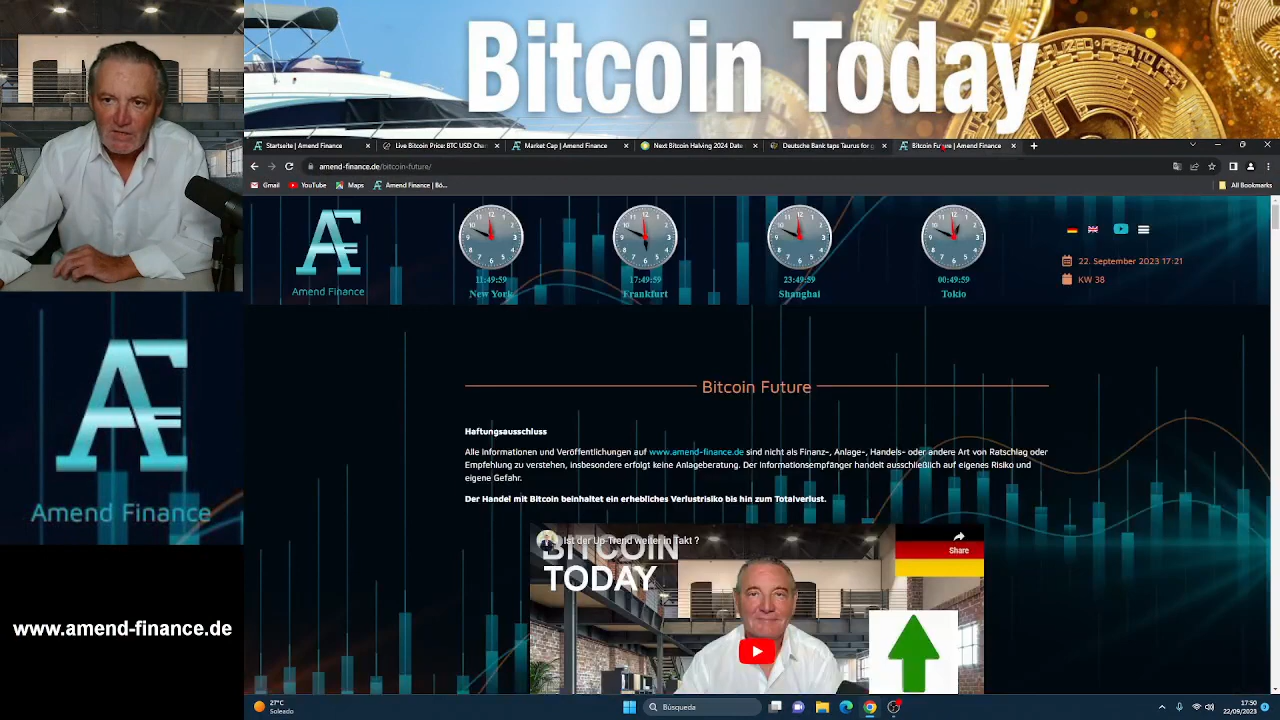 Bitcoin Today
Startseite | Amend Finance
Live Bitcoin Price: BTC USD Cha
Market Cap | Amend Finance
Next Bitcoin Halving 2024 Date
Deutsche Bank taps Taurus for
Bitcoin Future | Amend Finance
amend-finance.de/bitcoin-future/
Gmail
YouTube
Maps
Amend Finance | Bö...
All Bookmarks
AF
Amend Finance
11:49:59
New York
17:49:59
Frankfurt
23:49:59
Shanghai
00:49:59
Tokio
22. September 2023 17:21
KW 38
Bitcoin Future
Haftungsausschluss
Alle Informationen und Veröffentlichungen auf www.amend-finance.de sind nicht als Finanz-, Anlage-, Handels- oder andere Art von Ratschlag oder
Empfehlung zu verstehen, insbesondere erfolgt keine Anlageberatung. Der Informationsempfänger handelt ausschließlich auf eigenes Risiko und
eigene Gefahr.
Der Handel mit Bitcoin beinhaltet ein erhebliches Verlustrisiko bis hin zum Totalverlust.
Ist der Up-Trend weiter in Takt ?
BITCOIN
TODAY
Share
AF
Amend Finance
www.amend-finance.de
27°C
Soleado
Búsqueda
17:50
22/09/2023